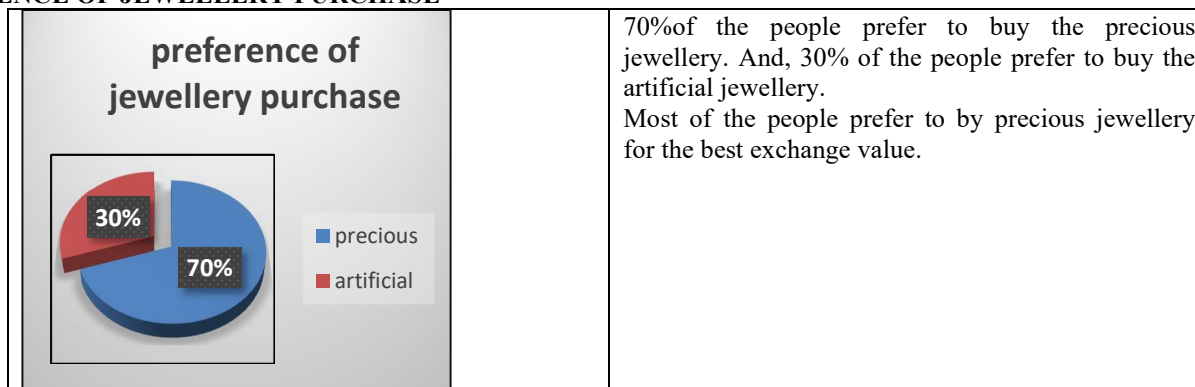 ENCE OF JEWELLERY PURCHASE
preference of
jewellery purchase
30%
70%
precious
artificial
70%of the people prefer to buy the precious
jewellery. And, 30% of the people prefer to buy the
artificial jewellery.
Most of the people prefer to by precious jewellery
for the best exchange value.